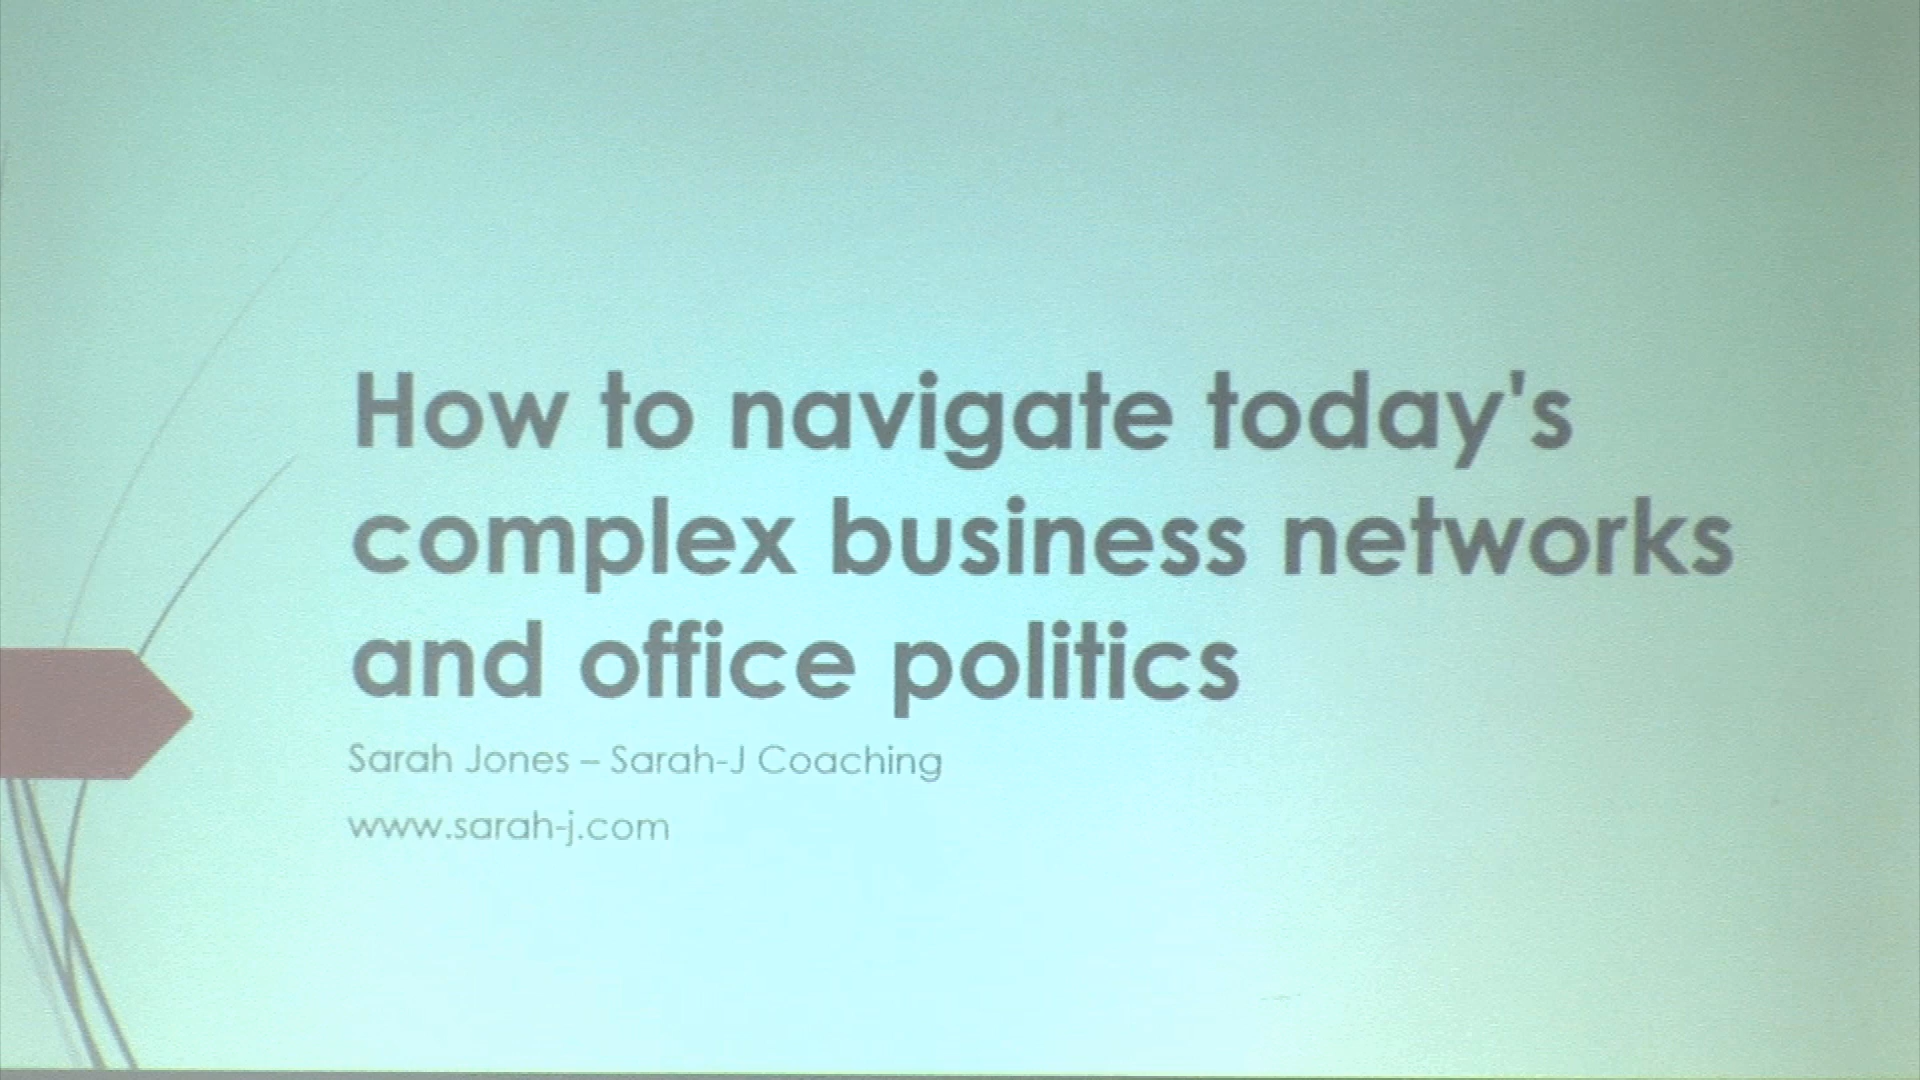 How to navigate today's
complex business networks
and office politics
Sarah Jones – Sarah-J Coaching
www.sarah-j.com